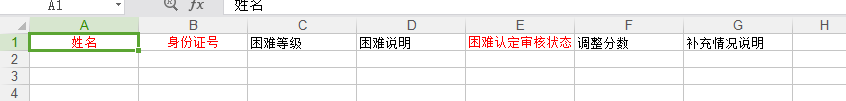 A1 fx 姓名
A B C D E F G H
1 姓名 身份证号 困难等级 困难说明 困难认定审核状态 调整分数 补充情况说明
2
3
4